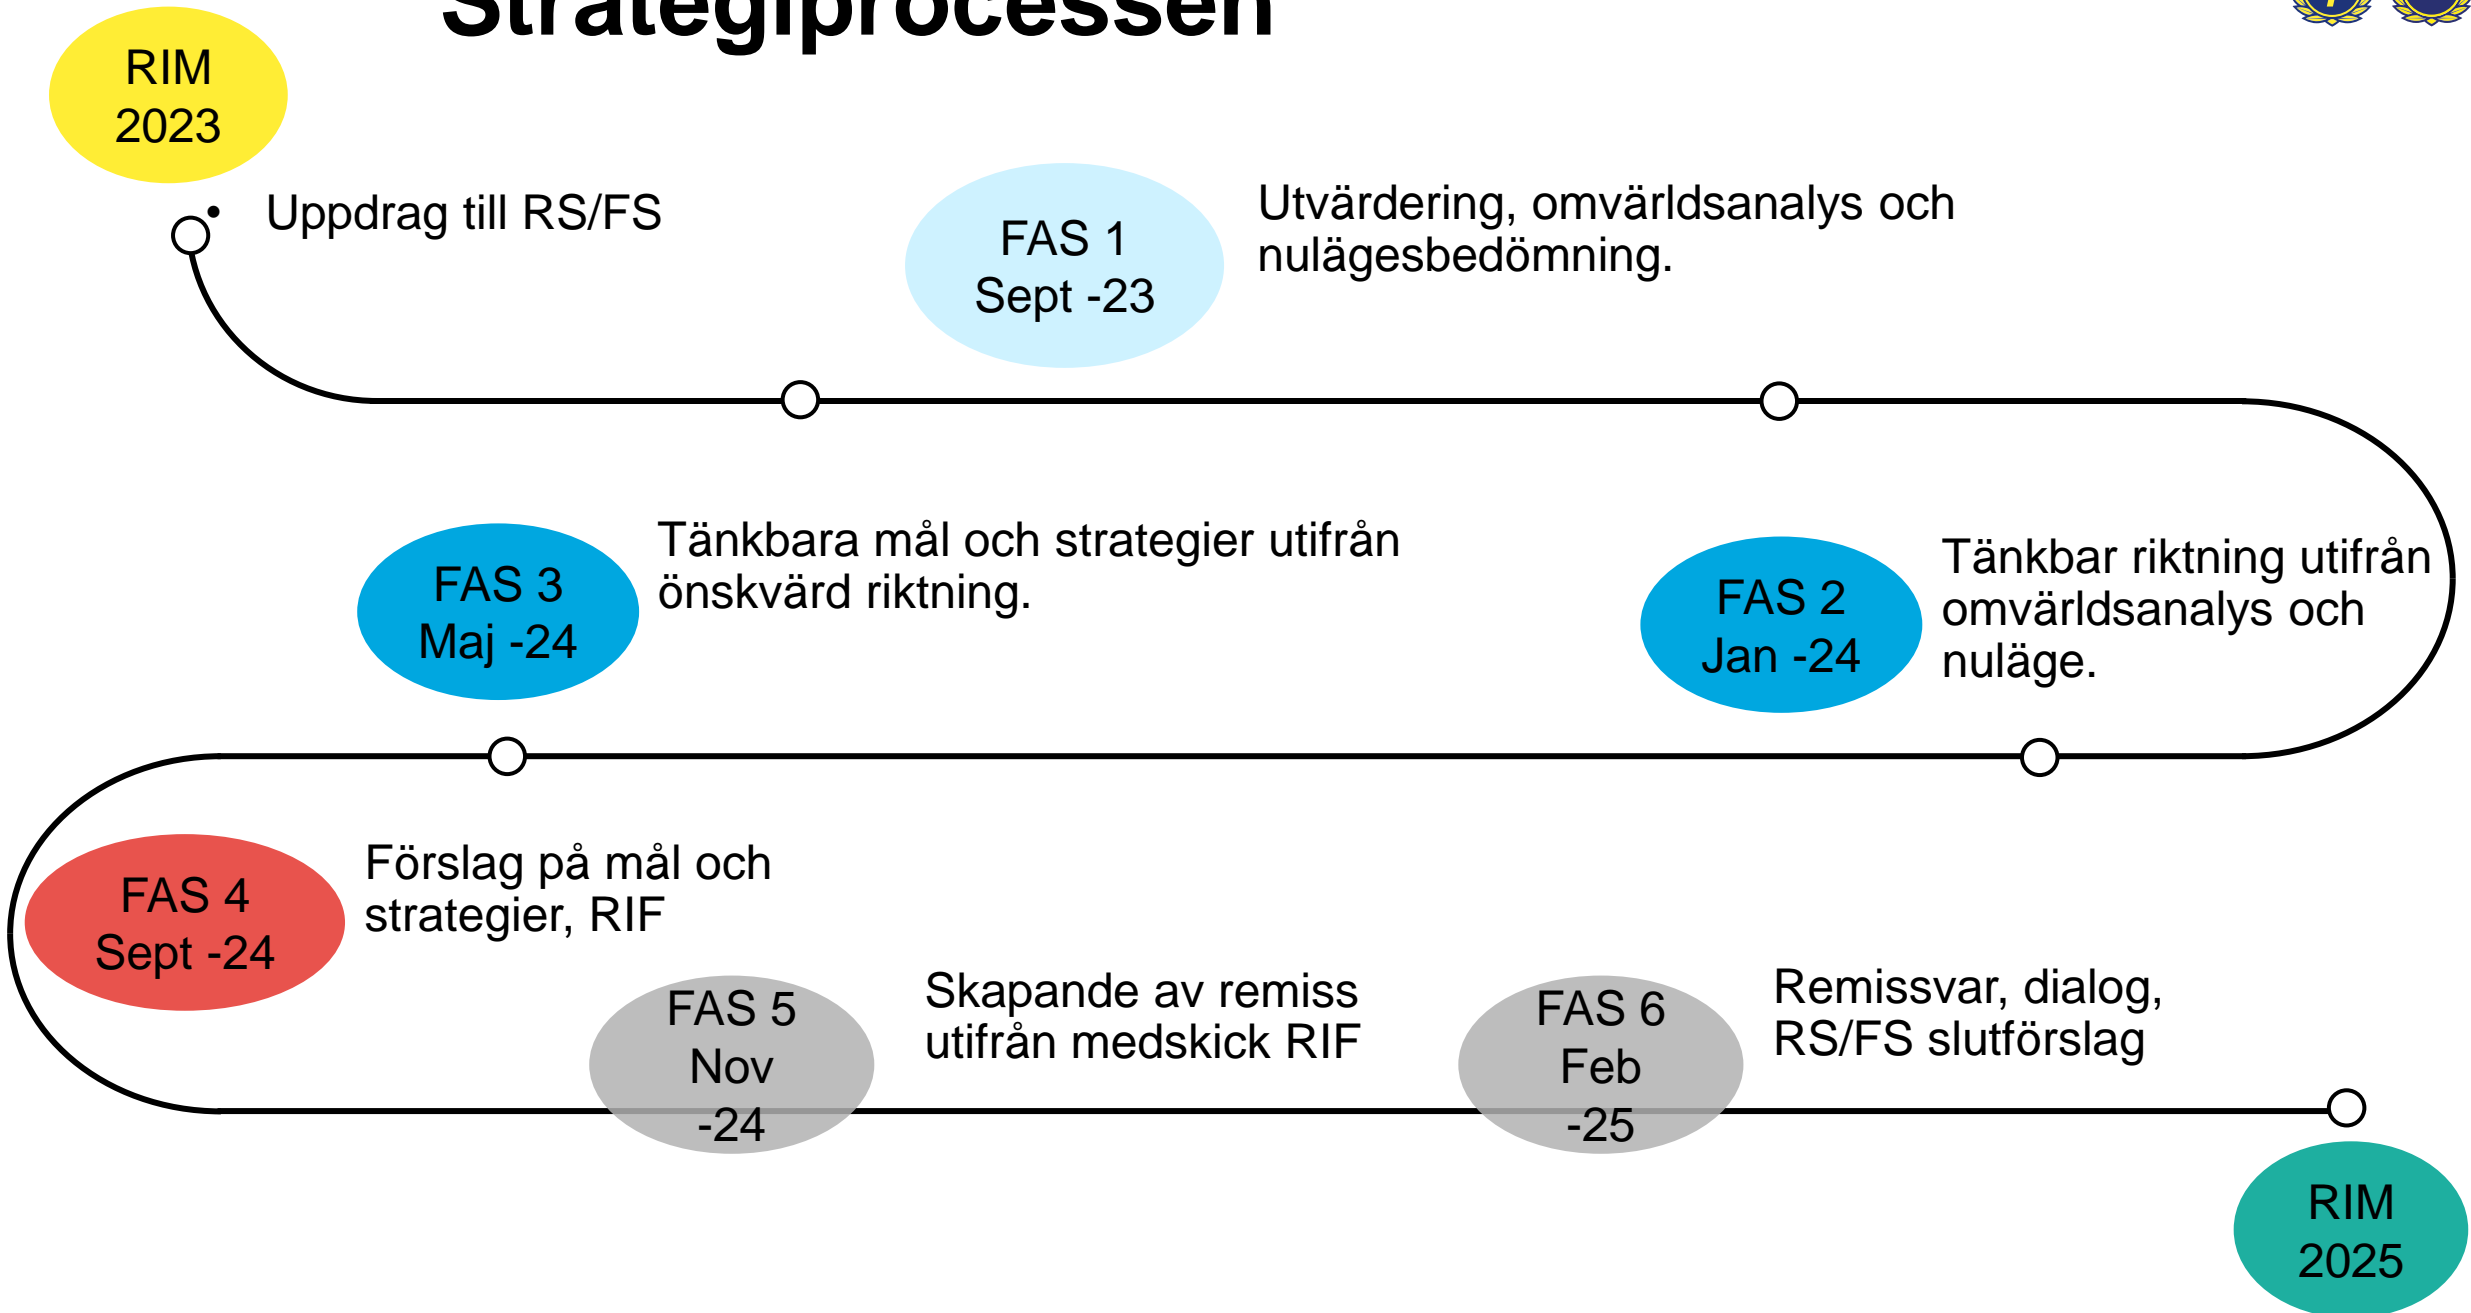 Strategiprocessen
RIM
2023
• Uppdrag till RS/FS
FAS 1
Sept -23
Utvärdering, omvärldsanalys och
nulägesbedömning.
FAS 2
Jan -24
Tänkbar riktning utifrån
omvärldsanalys och
nuläge.
FAS 3
Maj -24
Tänkbara mål och strategier utifrån
önskvärd riktning.
FAS 4
Sept -24
Förslag på mål och
strategier, RIF
FAS 5
Nov
-24
Skapande av remiss
utifrån medskick RIF
FAS 6
Feb
-25
Remissvar, dialog,
RS/FS slutförslag
RIM
2025